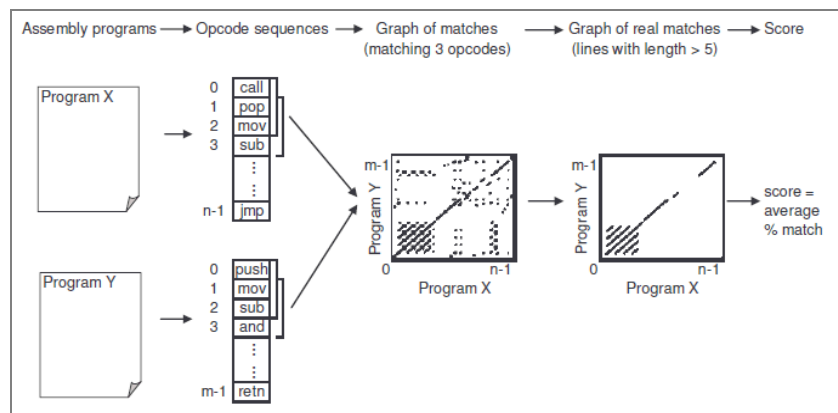 Assembly programs
Opcode sequences
Graph of matches
(matching 3 opcodes)
Graph of real matches
(lines with length > 5)
Score
Program X
0 call
1 pop
2 mov
3 sub
n-1 jmp
Program Y
0 push
1 mov
2 sub
3 and
m-1 retn
m-1
Program Y
0
n-1
Program X
m-1
Program Y
0
n-1
Program X
score =
average
% match